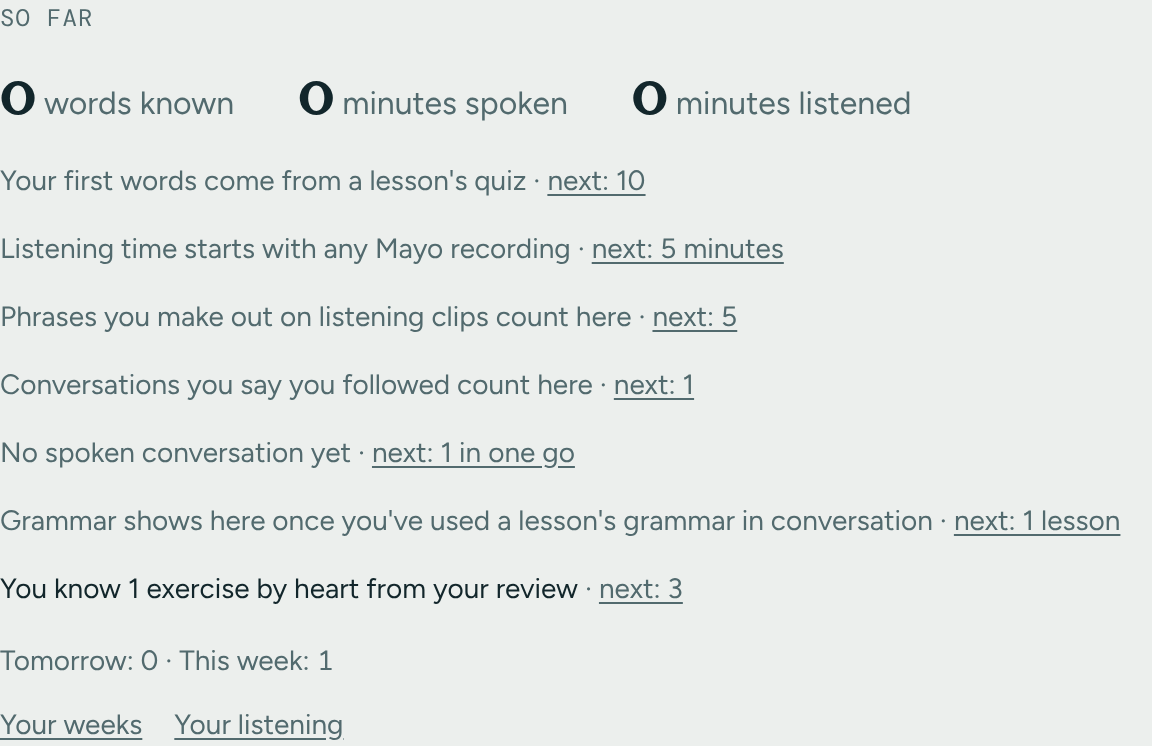 SO FAR
0 words known 0 minutes spoken 0 minutes listened
Your first words come from a lesson's quiz · next: 10
Listening time starts with any Mayo recording · next: 5 minutes
Phrases you make out on listening clips count here · next: 5
Conversations you say you followed count here · next: 1
No spoken conversation yet · next: 1 in one go
Grammar shows here once you've used a lesson's grammar in conversation · next: 1 lesson
You know 1 exercise by heart from your review · next: 3
Tomorrow: 0 · This week: 1
Your weeks Your listening